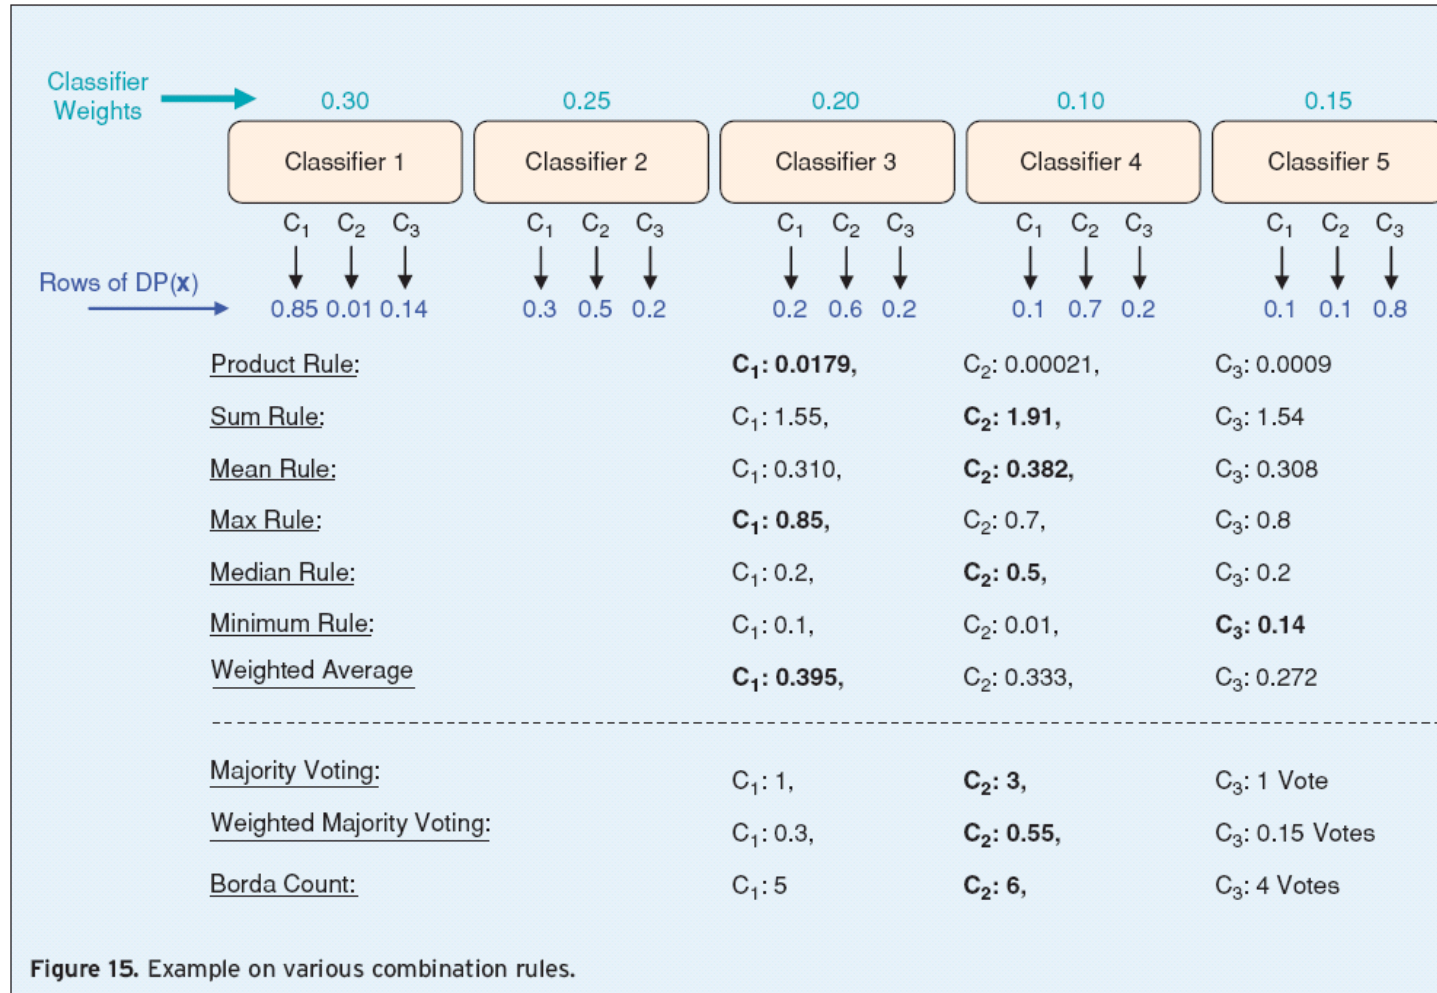 Classifier
Weights
0.30 0.25 0.20 0.10 0.15
Classifier 1 Classifier 2 Classifier 3 Classifier 4 Classifier 5
C₁ C₂ C₃ C₁ C₂ C₃ C₁ C₂ C₃ C₁ C₂ C₃ C₁ C₂ C₃
Rows of DP(x)
0.85 0.01 0.14 0.3 0.5 0.2 0.2 0.6 0.2 0.1 0.7 0.2 0.1 0.1 0.8
Product Rule: C₁: 0.0179, C₂: 0.00021, C₃: 0.0009
Sum Rule: C₁: 1.55, C₂: 1.91, C₃: 1.54
Mean Rule: C₁: 0.310, C₂: 0.382, C₃: 0.308
Max Rule: C₁: 0.85, C₂: 0.7, C₃: 0.8
Median Rule: C₁: 0.2, C₂: 0.5, C₃: 0.2
Minimum Rule: C₁: 0.1, C₂: 0.01, C₃: 0.14
Weighted Average C₁: 0.395, C₂: 0.333, C₃: 0.272
Majority Voting: C₁: 1, C₂: 3, C₃: 1 Vote
Weighted Majority Voting: C₁: 0.3, C₂: 0.55, C₃: 0.15 Votes
Borda Count: C₁: 5 C₂: 6, C₃: 4 Votes
Figure 15. Example on various combination rules.